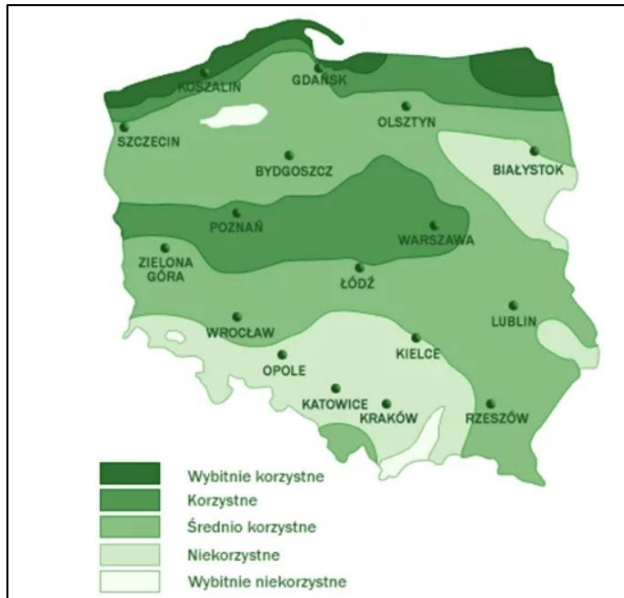 KOSZALIN
GDAŃSK
OLSZTYN
SZCZECIN
BIAŁYSTOK
BYDGOSZCZ
POZNAŃ
WARSZAWA
ZIELONA
GÓRA
ŁÓDŹ
LUBLIN
WROCŁAW
KIELCE
OPOLE
KATOWICE
KRAKÓW
RZESZÓW
Wybitnie korzystne
Korzystne
Średnio korzystne
Niekorzystne
Wybitnie niekorzystne